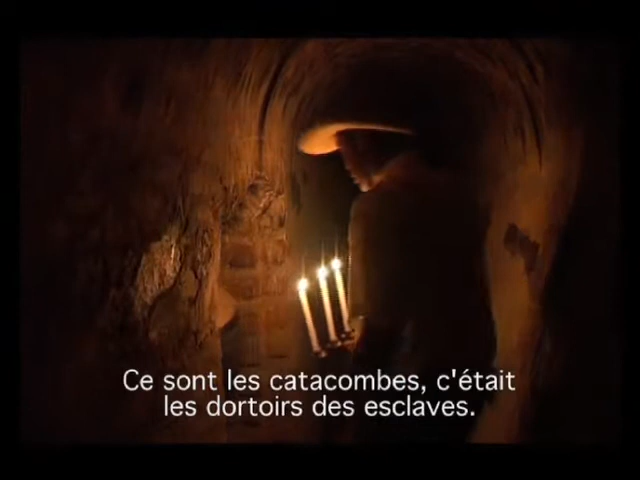 Ce sont les catacombes, c'était
les dortoirs des esclaves.